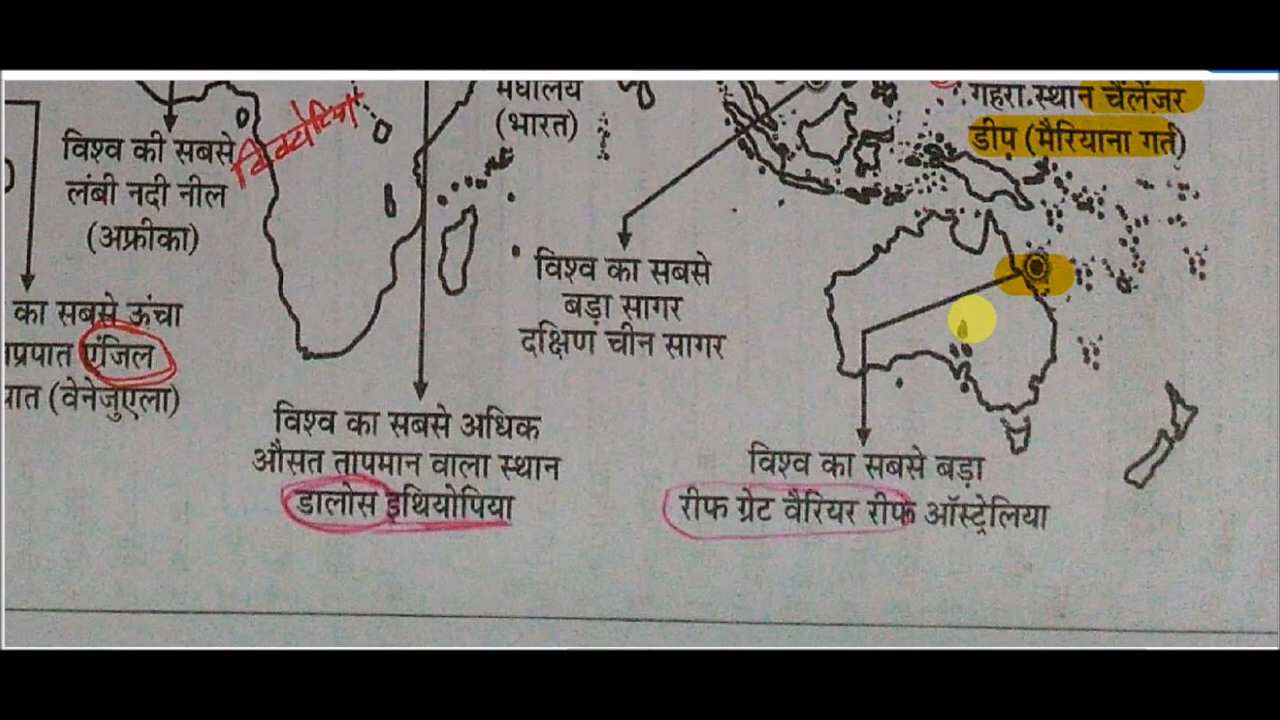 मेघालय
(भारत)
गहरा स्थान चैलेंजर
डीप (मैरियाना गर्त)
विश्व की सबसे
लंबी नदी नील
(अफ्रीका)
का सबसे ऊंचा
एंजिल
(वेनेजुएला)
विश्व का सबसे
बड़ा सागर
दक्षिण चीन सागर
विश्व का सबसे अधिक
औसत तापमान वाला स्थान
डालोस इथियोपिया
विश्व का सबसे बड़ा
रीफ ग्रेट वैरियर रीफ ऑस्ट्रेलिया